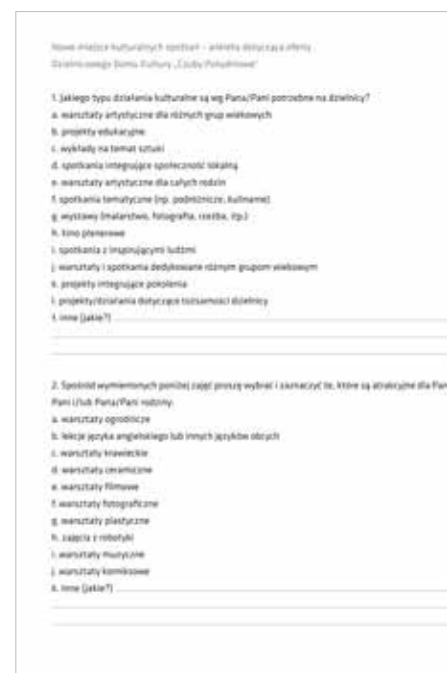 Nowe miejsce kulturalnych spotkań – ankieta dotycząca oferty
Dzielnicowego Domu Kultury „Czuby Południowe”
1. Jakiego typu działania kulturalne są wg Pana/Pani potrzebne na dzielnicy?
a. warsztaty artystyczne dla różnych grup wiekowych
b. projekty edukacyjne
c. wykłady na temat sztuki
d. spotkania integrujące społeczność lokalną
e. warsztaty artystyczne dla całych rodzin
f. spotkania tematyczne (np. podróżnicze, kulinarne)
g. wystawy (malarstwo, fotografia, rzeźba, itp.)
h. kino plenerowe
i. spotkania z inspirującymi ludźmi
j. warsztaty i spotkania dedykowane różnym grupom wiekowym
k. projekty integrujące pokolenia
l. projekty/działania dotyczące tożsamości dzielnicy
ł. inne (jakie?)
2. Spośród wymienionych poniżej zajęć proszę wybrać i zaznaczyć te, które są atrakcyjne dla Pan
Pani i/lub Pana/Pani rodziny:
a. warsztaty ogrodnicze
b. lekcje języka angielskiego lub innych języków obcych
c. warsztaty krawieckie
d. warsztaty ceramiczne
e. warsztaty filmowe
f. warsztaty fotograficzne
g. warsztaty plastyczne
h. zajęcia z robotyki
i. warsztaty muzyczne
j. warsztaty komiksowe
k. inne (jakie?)